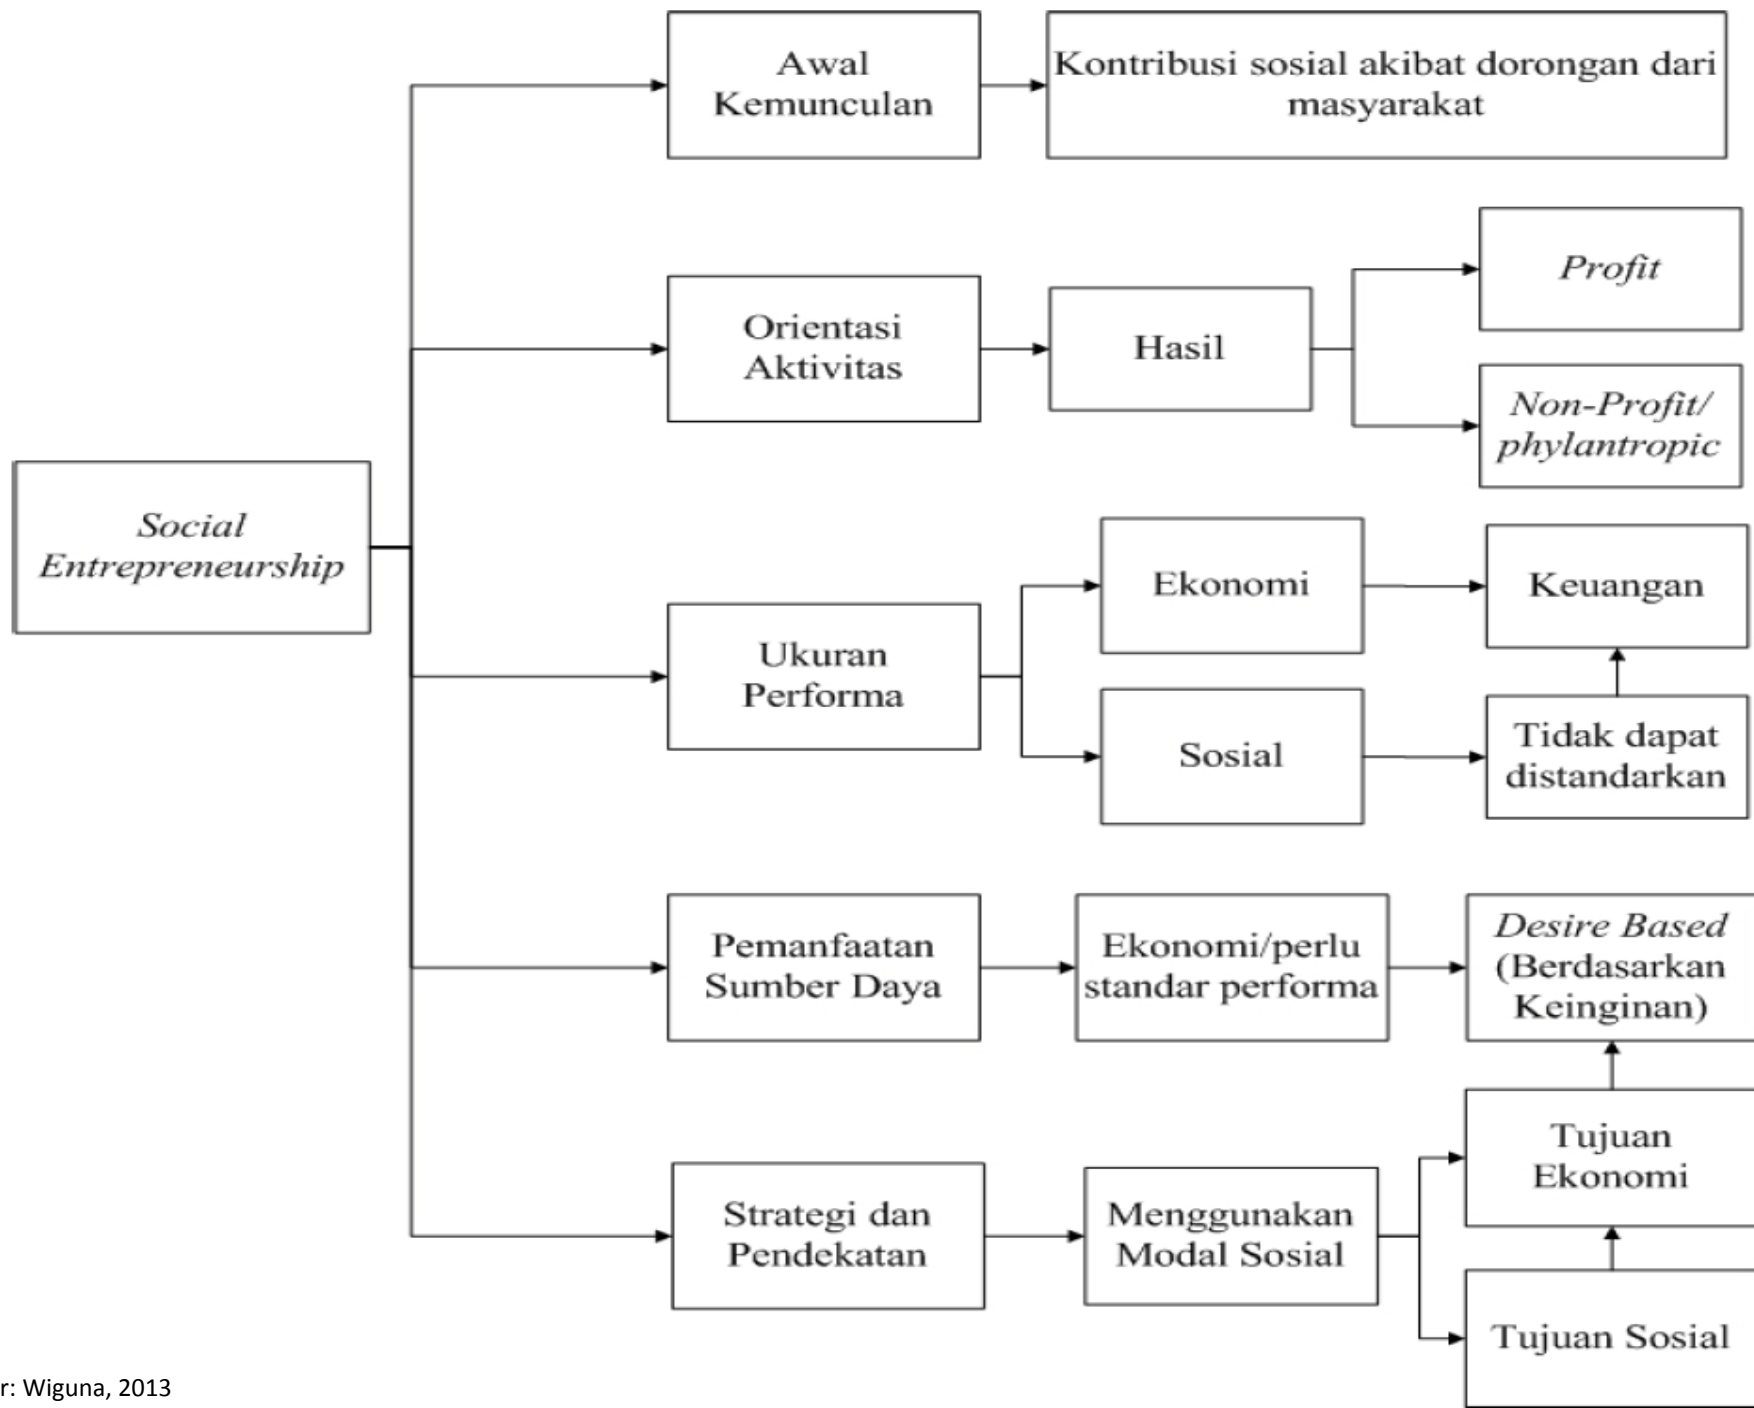 Awal
Kemunculan
Kontribusi sosial akibat dorongan dari
masyarakat
Profit
Orientasi
Aktivitas
Hasil
Non-Profit/
phylantropic
Social
Entrepreneurship
Ekonomi
Keuangan
Ukuran
Performa
Sosial
Tidak dapat
distandarkan
Pemanfaatan
Sumber Daya
Ekonomi/perlu
standar performa
Desire Based
(Berdasarkan
Keinginan)
Tujuan
Ekonomi
Strategi dan
Pendekatan
Menggunakan
Modal Sosial
Tujuan Sosial
r: Wiguna, 2013